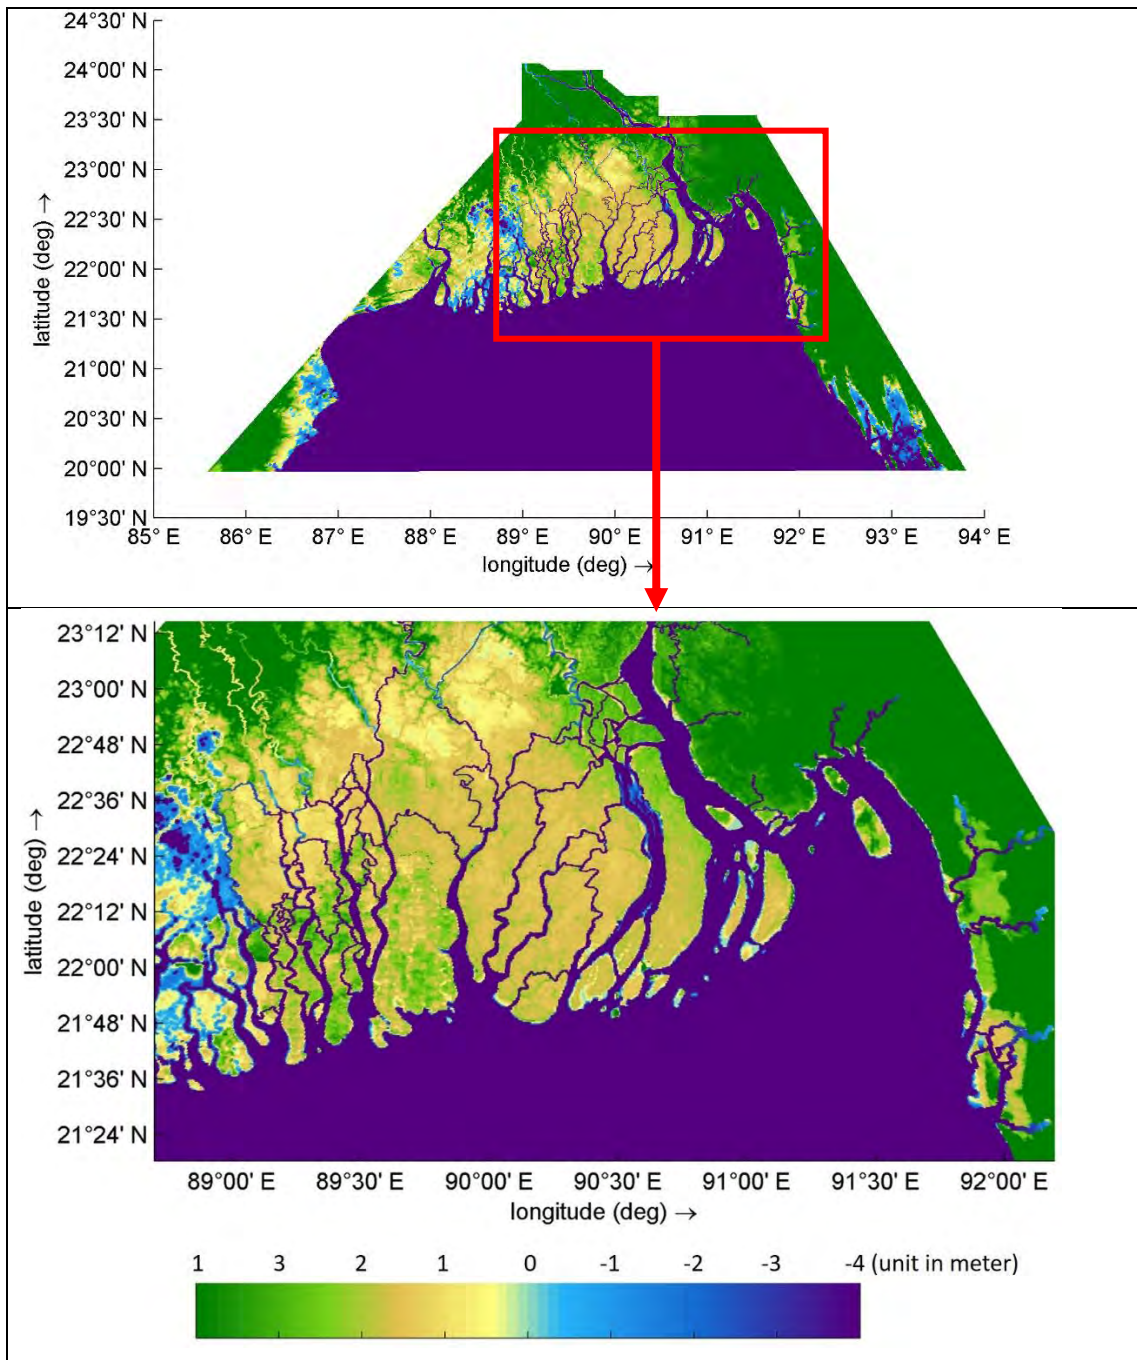 24°30' N
24°00' N
23°30' N
23°00' N
22°30' N
22°00' N
21°30' N
21°00' N
20°30' N
20°00' N
19°30' N
latitude (deg) →
85° E 86° E 87° E 88° E 89° E 90° E 91° E 92° E 93° E 94° E
longitude (deg) →
23°12' N
23°00' N
22°48' N
22°36' N
22°24' N
22°12' N
22°00' N
21°48' N
21°36' N
21°24' N
latitude (deg) →
89°00' E 89°30' E 90°00' E 90°30' E 91°00' E 91°30' E 92°00' E
longitude (deg) →
1 3 2 1 0 -1 -2 -3 -4 (unit in meter)